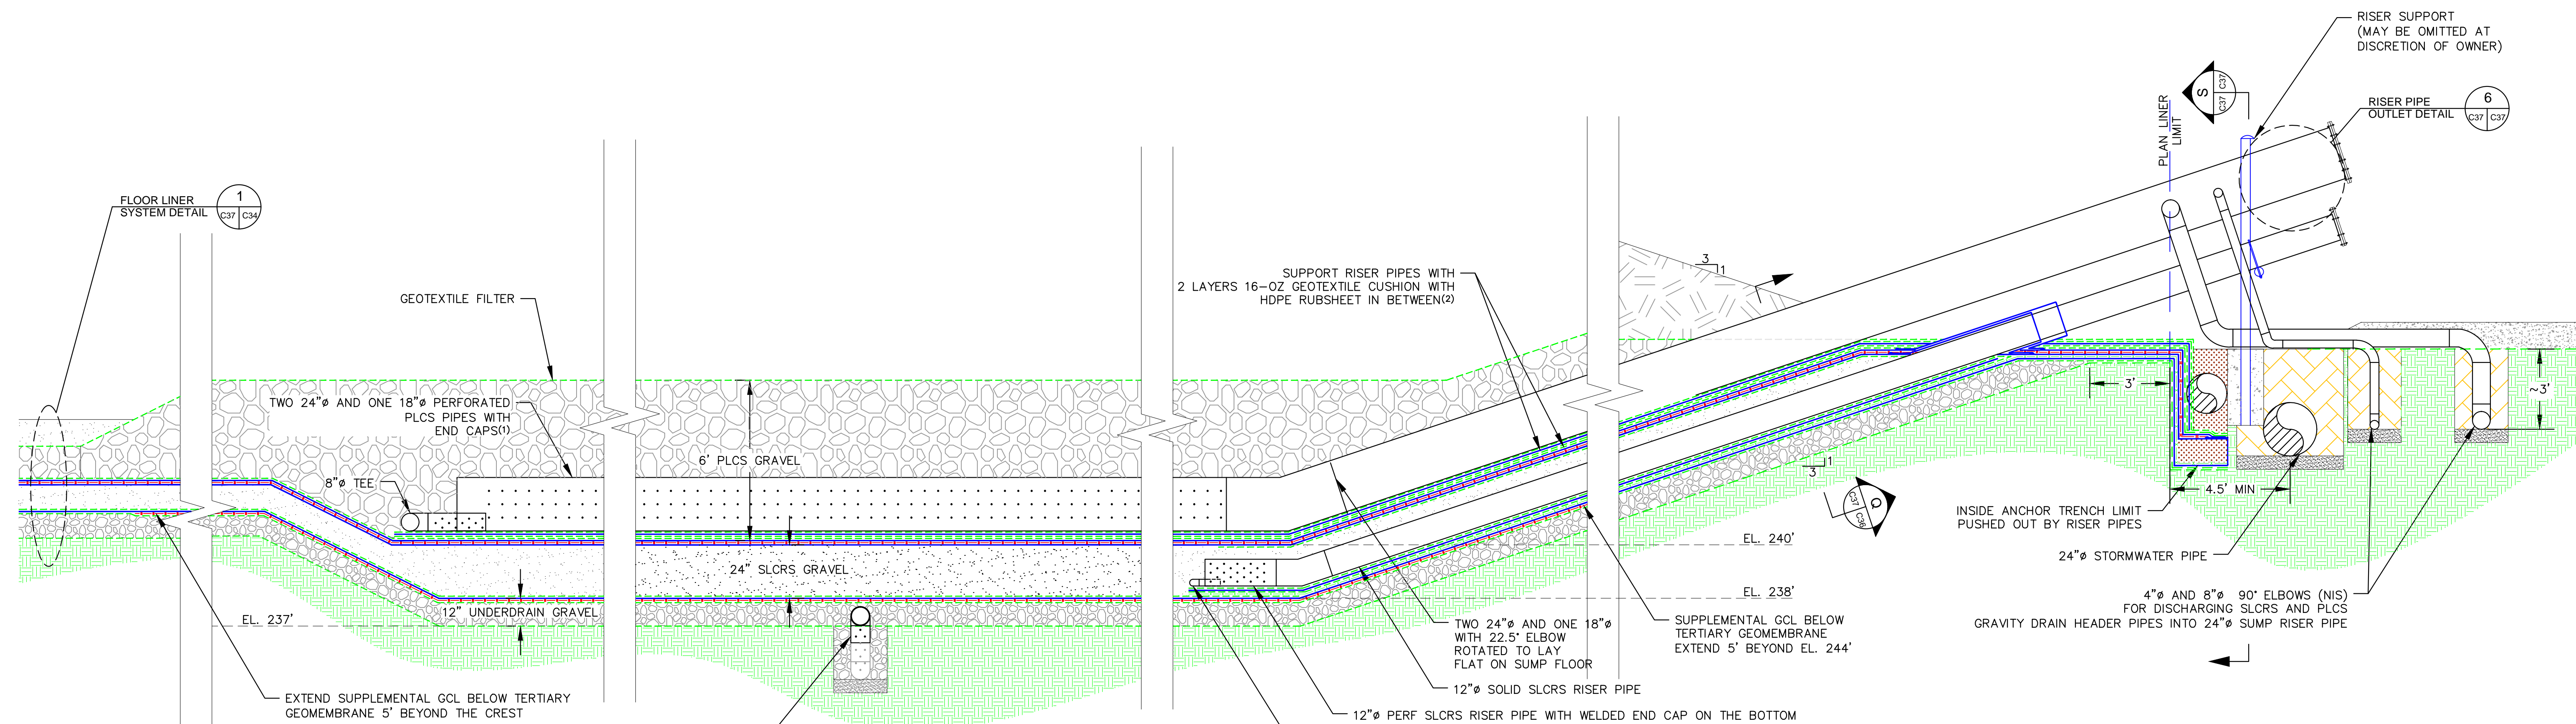 RISER SUPPORT
(MAY BE OMITTED AT
DISCRETION OF OWNER)
S
C37 C37
PLAN LINER
LIMIT
RISER PIPE
OUTLET DETAIL
6
C37 C37
FLOOR LINER
SYSTEM DETAIL
1
C37 C34
GEOTEXTILE FILTER
SUPPORT RISER PIPES WITH
2 LAYERS 16-OZ GEOTEXTILE CUSHION WITH
HDPE RUBSHEET IN BETWEEN(2)
3
1
TWO 24"ø AND ONE 18"ø PERFORATED
PLCS PIPES WITH
END CAPS(1)
6' PLCS GRAVEL
8"ø TEE
3'
~3'
1
3
Q
C37 C36
4.5' MIN
INSIDE ANCHOR TRENCH LIMIT
PUSHED OUT BY RISER PIPES
24"ø STORMWATER PIPE
EL. 240'
24" SLCRS GRAVEL
EL. 238'
12" UNDERDRAIN GRAVEL
EL. 237'
4"ø AND 8"ø 90° ELBOWS (NIS)
FOR DISCHARGING SLCRS AND PLCS
GRAVITY DRAIN HEADER PIPES INTO 24"ø SUMP RISER PIPE
TWO 24"ø AND ONE 18"ø
WITH 22.5° ELBOW
ROTATED TO LAY
FLAT ON SUMP FLOOR
SUPPLEMENTAL GCL BELOW
TERTIARY GEOMEMBRANE
EXTEND 5' BEYOND EL. 244'
12"ø SOLID SLCRS RISER PIPE
EXTEND SUPPLEMENTAL GCL BELOW TERTIARY
GEOMEMBRANE 5' BEYOND THE CREST
12"ø PERF SLCRS RISER PIPE WITH WELDED END CAP ON THE BOTTOM